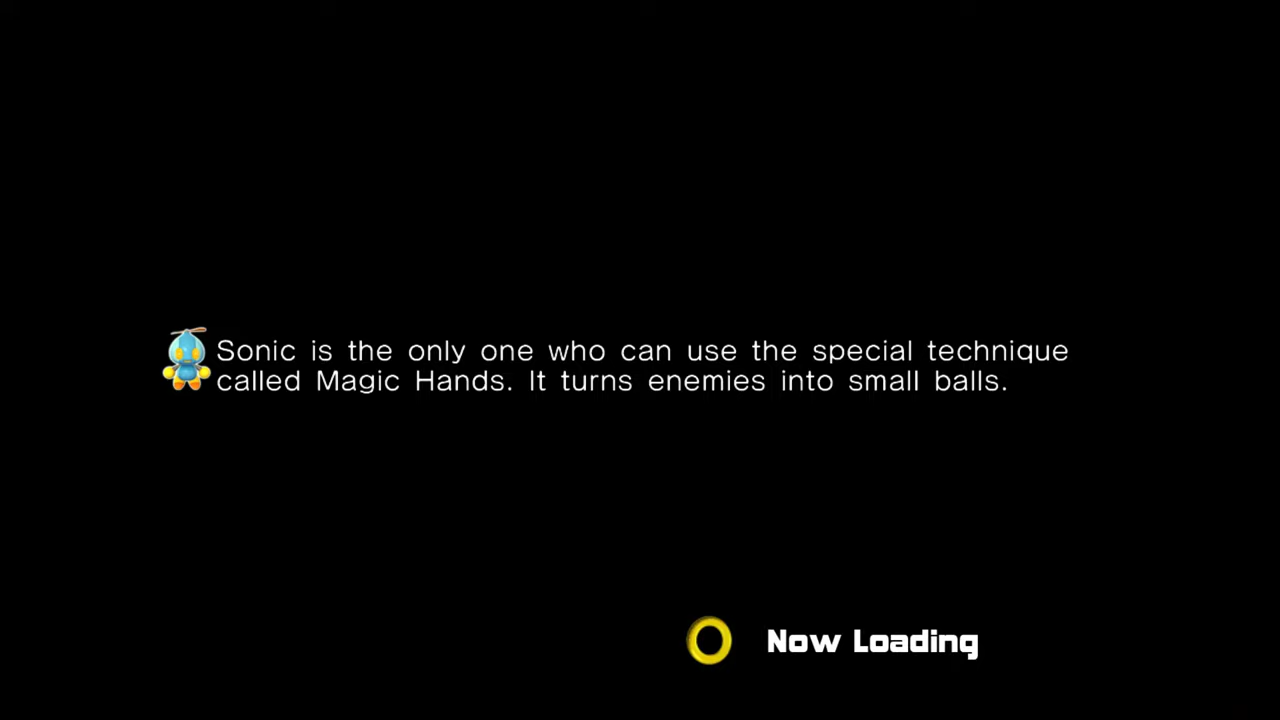 Sonic is the only one who can use the special technique
called Magic Hands. It turns enemies into small balls.
Now Loading